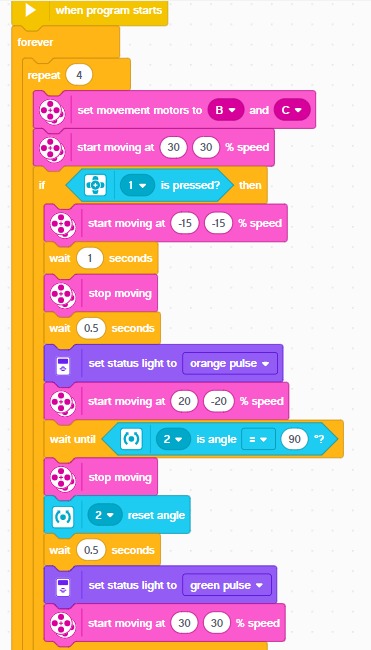 when program starts
forever
repeat 4
set movement motors to B and C
start moving at 30 30 % speed
if 1 is pressed? then
start moving at -15 -15 % speed
wait 1 seconds
stop moving
wait 0.5 seconds
set status light to orange pulse
start moving at 20 -20 % speed
wait until 2 is angle = 90 °?
stop moving
2 reset angle
wait 0.5 seconds
set status light to green pulse
start moving at 30 30 % speed